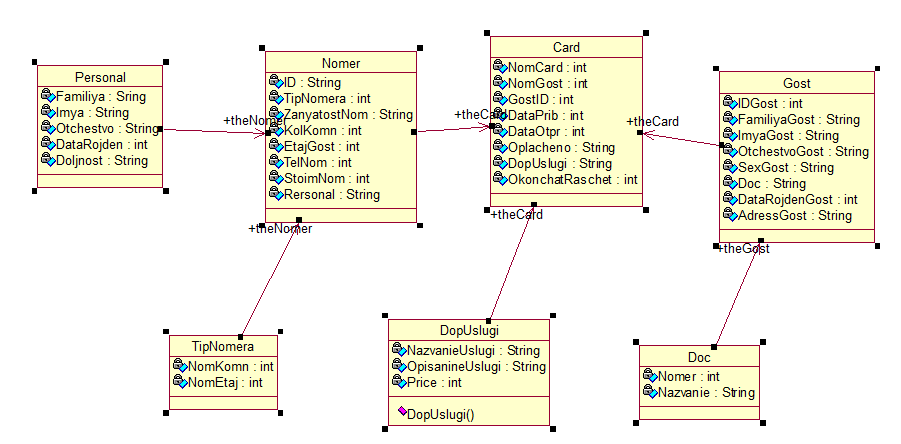 Personal
Familiya : Sring
Imya : String
Otchestvo : String
DataRojden : int
Doljnost : String
+theNomer
Nomer
ID : String
TipNomera : int
ZanyatostNom : String
KolKomn : int
EtajGost : int
TelNom : int
StoimNom : int
Rersonal : String
+theNomer
+theCard
Card
NomCard : int
NomGost : int
GostID : int
DataPrib : int
DataOtpr : int
Oplacheno : String
DopUslugi : String
OkonchatRaschet : int
+theCard
+theCard
Gost
IDGost : int
FamiliyaGost : String
ImyaGost : String
OtchestvoGost : String
SexGost : String
Doc : String
DataRojdenGost : int
AdressGost : String
+theGost
TipNomera
NomKomn : int
NomEtaj : int
DopUslugi
NazvanieUslugi : String
OpisanineUslugi : String
Price : int
DopUslugi()
Doc
Nomer : int
Nazvanie : String